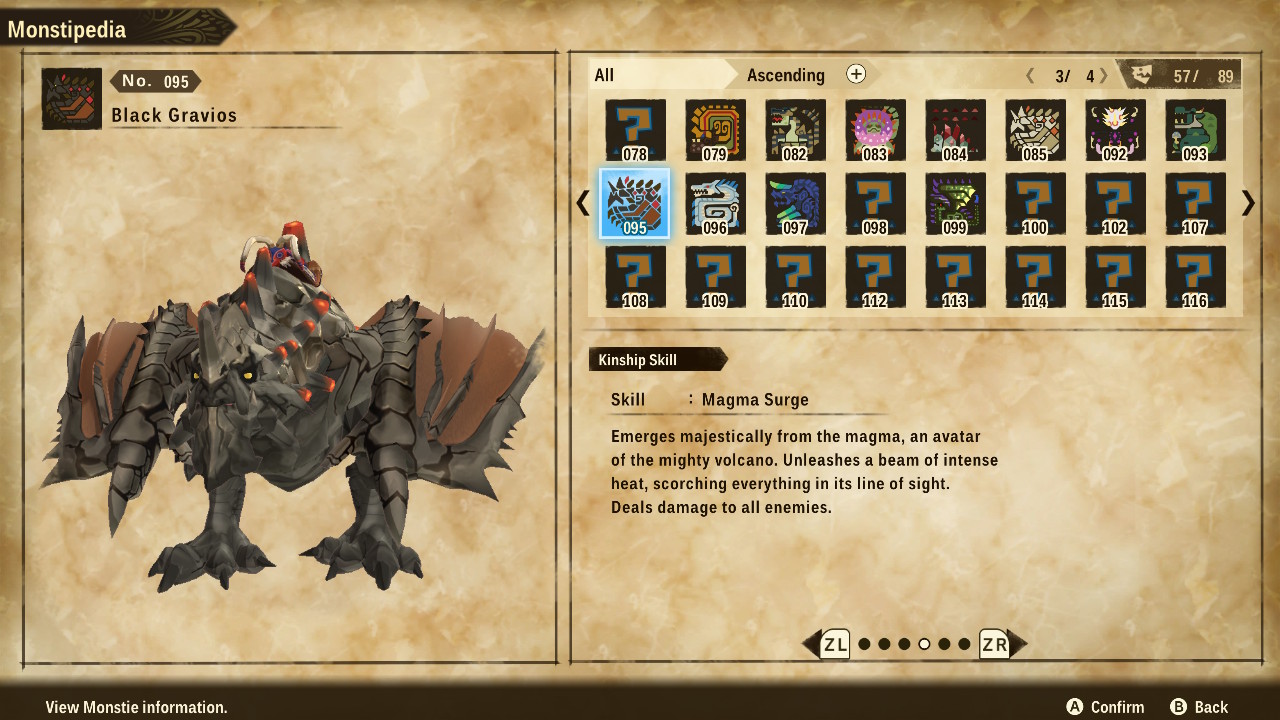 Monstipedia
No. 095
Black Gravios
All
Ascending
3/ 4
57/ 89
078 079 082 083 084 085 092 093
095 096 097 098 099 100 102 107
108 109 110 112 113 114 115 116
Kinship Skill
Skill : Magma Surge
Emerges majestically from the magma, an avatar
of the mighty volcano. Unleashes a beam of intense
heat, scorching everything in its line of sight.
Deals damage to all enemies.
ZL ZR
View Monstie information.
A Confirm B Back